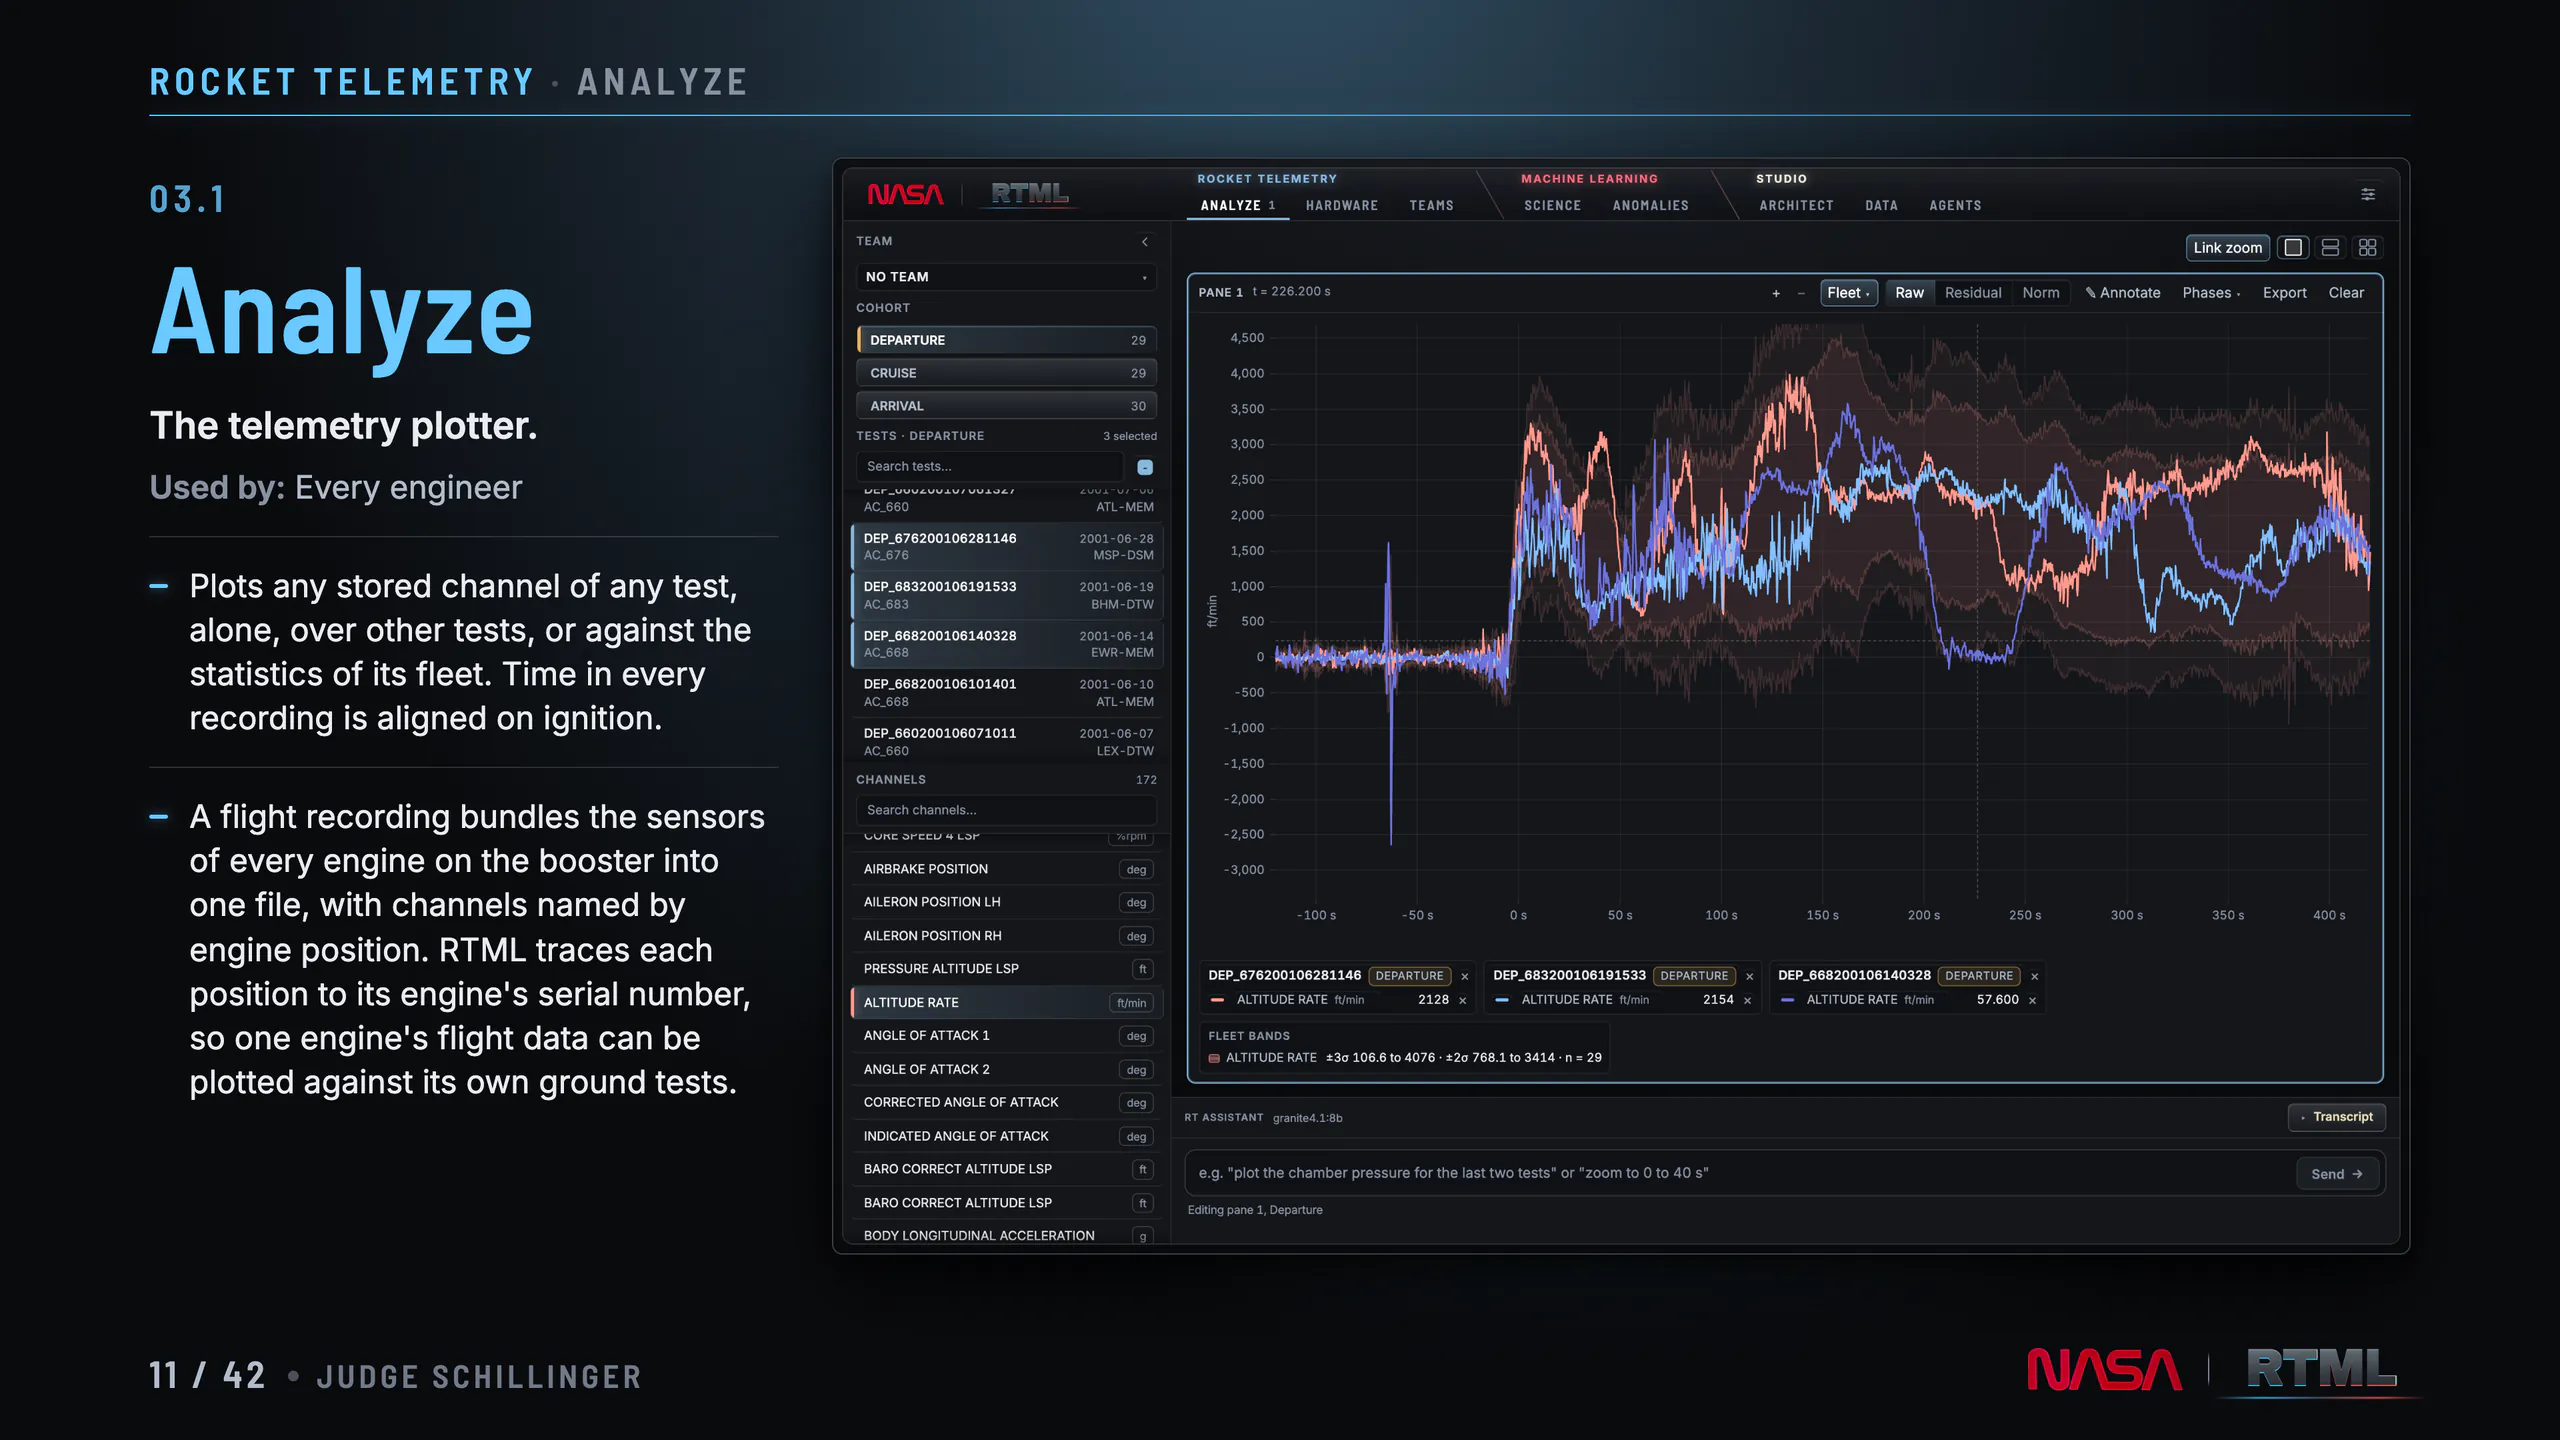 ROCKET TELEMETRY · ANALYZE
03.1
Analyze
The telemetry plotter.
Used by: Every engineer
– Plots any stored channel of any test,
alone, over other tests, or against the
statistics of its fleet. Time in every
recording is aligned on ignition.
– A flight recording bundles the sensors
of every engine on the booster into
one file, with channels named by
engine position. RTML traces each
position to its engine's serial number,
so one engine's flight data can be
plotted against its own ground tests.
NASA | RTML
ROCKET TELEMETRY
ANALYZE 1 HARDWARE TEAMS
MACHINE LEARNING
SCIENCE ANOMALIES
STUDIO
ARCHITECT DATA AGENTS
TEAM
NO TEAM
COHORT
DEPARTURE 29
CRUISE 29
ARRIVAL 30
TESTS · DEPARTURE 3 selected
Search tests...
DEP_660200107061327 2001-07-06
AC_660 ATL-MEM
DEP_676200106281146 2001-06-28
AC_676 MSP-DSM
DEP_683200106191533 2001-06-19
AC_683 BHM-DTW
DEP_668200106140328 2001-06-14
AC_668 EWR-MEM
DEP_668200106101401 2001-06-10
AC_668 ATL-MEM
DEP_660200106071011 2001-06-07
AC_660 LEX-DTW
CHANNELS 172
Search channels...
CORE SPEED 4 LSP %rpm
AIRBRAKE POSITION deg
AILERON POSITION LH deg
AILERON POSITION RH deg
PRESSURE ALTITUDE LSP ft
ALTITUDE RATE ft/min
ANGLE OF ATTACK 1 deg
ANGLE OF ATTACK 2 deg
CORRECTED ANGLE OF ATTACK deg
INDICATED ANGLE OF ATTACK deg
BARO CORRECT ALTITUDE LSP ft
BARO CORRECT ALTITUDE LSP ft
BODY LONGITUDINAL ACCELERATION g
Link zoom
PANE 1 t = 226.200 s
+ − Fleet Raw Residual Norm ✎ Annotate Phases Export Clear
4,500
4,000
3,500
3,000
2,500
2,000
1,500
1,000
500
0
-500
-1,000
-1,500
-2,000
-2,500
-3,000
ft/min
-100 s -50 s 0 s 50 s 100 s 150 s 200 s 250 s 300 s 350 s 400 s
DEP_676200106281146 DEPARTURE ×
ALTITUDE RATE ft/min 2128 ×
DEP_683200106191533 DEPARTURE ×
ALTITUDE RATE ft/min 2154 ×
DEP_668200106140328 DEPARTURE ×
ALTITUDE RATE ft/min 57.600 ×
FLEET BANDS
ALTITUDE RATE ±3σ 106.6 to 4076 · ±2σ 768.1 to 3414 · n = 29
RT ASSISTANT granite4.1:8b
Transcript
e.g. "plot the chamber pressure for the last two tests" or "zoom to 0 to 40 s"
Send →
Editing pane 1, Departure
11 / 42 • JUDGE SCHILLINGER
NASA | RTML